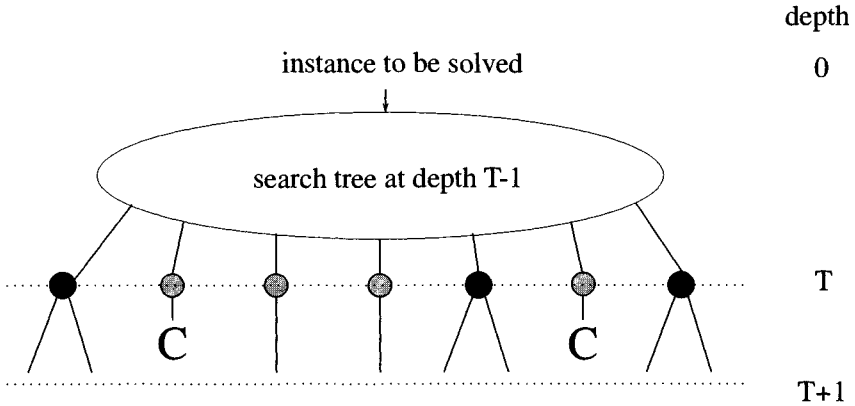 depth
instance to be solved 0
search tree at depth T-1
T
C C
T+1